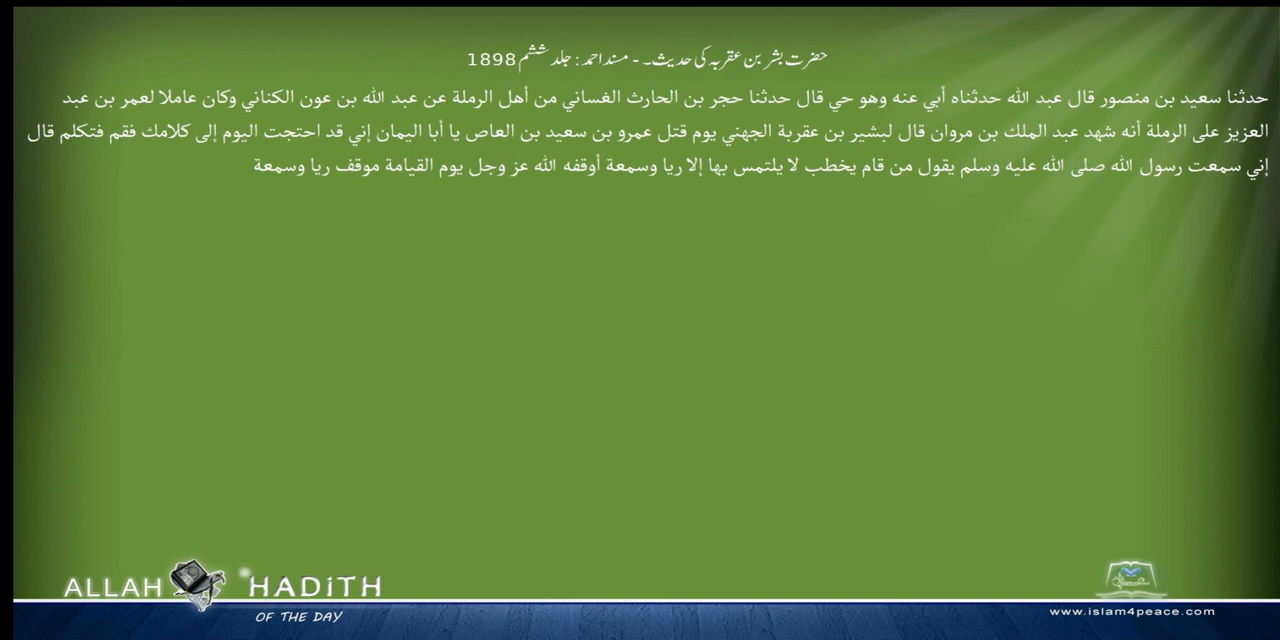 حضرت بشر بن عقربہ کی حدیث۔ - مسند احمد : جلد ششم 1898
حدثنا سعيد بن منصور قال عبد الله حدثناه أبي عنه وهو حي قال حدثنا حجر بن الحارث الغساني من أهل الرملة عن عبد الله بن عون الكناني وكان عاملا لعمر بن عبد
العزيز على الرملة أنه شهد عبد الملك بن مروان قال لبشير بن عقربة الجهني يوم قتل عمرو بن سعيد بن العاص يا أبا اليمان إني قد احتجت اليوم إلى كلامك فقم فتكلم قال
إني سمعت رسول الله صلى الله عليه وسلم يقول من قام يخطب لا يلتمس بها إلا ريا وسمعة أوقفه الله عز وجل يوم القيامة موقف ريا وسمعة
ALLAH HADITH
OF THE DAY
www.islam4peace.com